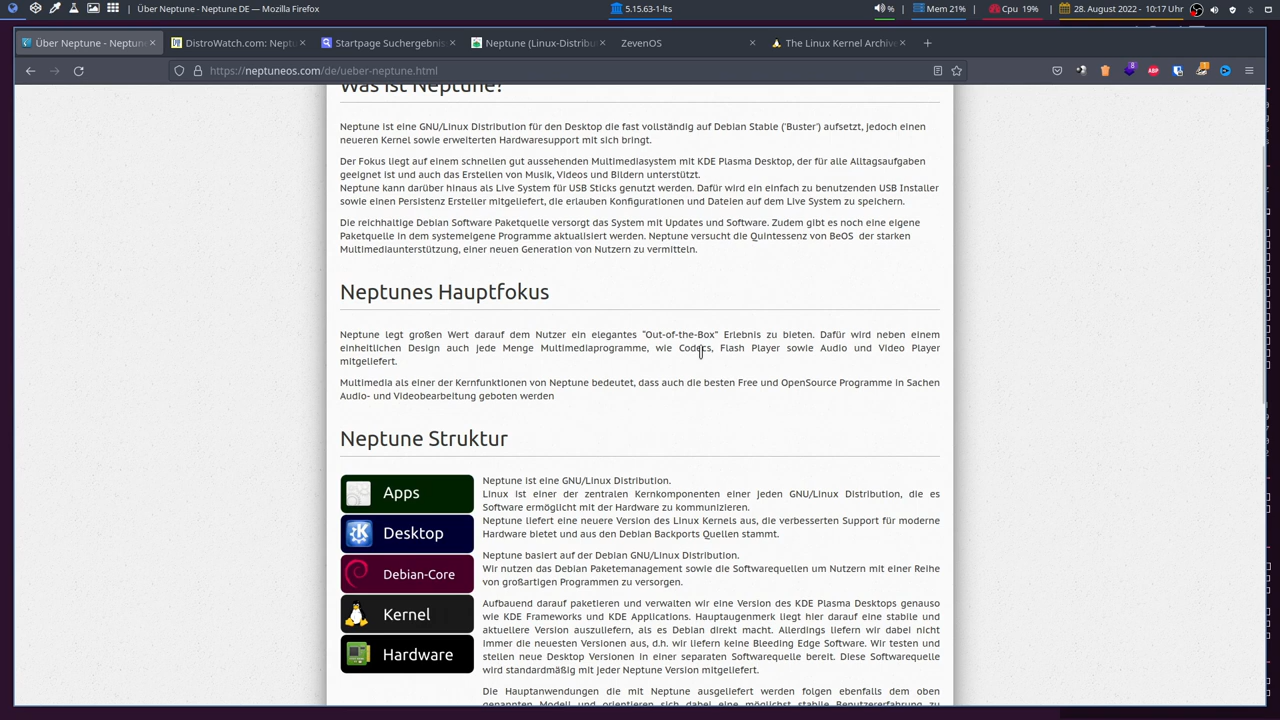 Über Neptune - Neptune DE — Mozilla Firefox
5.15.63-1-lts
%
Mem 21%
Cpu 19%
28. August 2022 - 10:17 Uhr
Über Neptune - Neptune
DistroWatch.com: Neptu
Startpage Suchergebnis
Neptune (Linux-Distribu
ZevenOS
The Linux Kernel Archive
https://neptuneos.com/de/ueber-neptune.html
8
ABP
Was ist Neptune?
Neptune ist eine GNU/Linux Distribution für den Desktop die fast vollständig auf Debian Stable ('Buster') aufsetzt, jedoch einen
neueren Kernel sowie erweiterten Hardwaresupport mit sich bringt.
Der Fokus liegt auf einem schnellen gut aussehenden Multimediasystem mit KDE Plasma Desktop, der für alle Alltagsaufgaben
geeignet ist und auch das Erstellen von Musik, Videos und Bildern unterstützt.
Neptune kann darüber hinaus als Live System für USB Sticks genutzt werden. Dafür wird ein einfach zu benutzenden USB Installer
sowie einen Persistenz Ersteller mitgeliefert, die erlauben Konfigurationen und Dateien auf dem Live System zu speichern.
Die reichhaltige Debian Software Paketquelle versorgt das System mit Updates und Software. Zudem gibt es noch eine eigene
Paketquelle in dem systemeigene Programme aktualisiert werden. Neptune versucht die Quintessenz von BeOS der starken
Multimediaunterstützung, einer neuen Generation von Nutzern zu vermitteln.
Neptunes Hauptfokus
Neptune legt großen Wert darauf dem Nutzer ein elegantes "Out-of-the-Box" Erlebnis zu bieten. Dafür wird neben einem
einheitlichen Design auch jede Menge Multimediaprogramme, wie Codecs, Flash Player sowie Audio und Video Player
mitgeliefert.
Multimedia als einer der Kernfunktionen von Neptune bedeutet, dass auch die besten Free und OpenSource Programme in Sachen
Audio- und Videobearbeitung geboten werden
Neptune Struktur
Apps
Desktop
Debian-Core
Kernel
Hardware
Neptune ist eine GNU/Linux Distribution.
Linux ist einer der zentralen Kernkomponenten einer jeden GNU/Linux Distribution, die es
Software ermöglicht mit der Hardware zu kommunizieren.
Neptune liefert eine neuere Version des Linux Kernels aus, die verbesserten Support für moderne
Hardware bietet und aus den Debian Backports Quellen stammt.
Neptune basiert auf der Debian GNU/Linux Distribution.
Wir nutzen das Debian Paketemanagement sowie die Softwarequellen um Nutzern mit einer Reihe
von großartigen Programmen zu versorgen.
Aufbauend darauf paketieren und verwalten wir eine Version des KDE Plasma Desktops genauso
wie KDE Frameworks und KDE Applications. Hauptaugenmerk liegt hier darauf eine stabile und
aktuellere Version auszuliefern, als es Debian direkt macht. Allerdings liefern wir dabei nicht
immer die neuesten Versionen aus, d.h. wir liefern keine Bleeding Edge Software. Wir testen und
stellen neue Desktop Versionen in einer separaten Softwarequelle bereit. Diese Softwarequelle
wird standardmäßig mit jeder Neptune Version mitgeliefert.
Die Hauptanwendungen die mit Neptune ausgeliefert werden folgen ebenfalls dem oben
genannten Modell und orientieren sich dabei eine möglichst stabile Benutzererfahrung zu